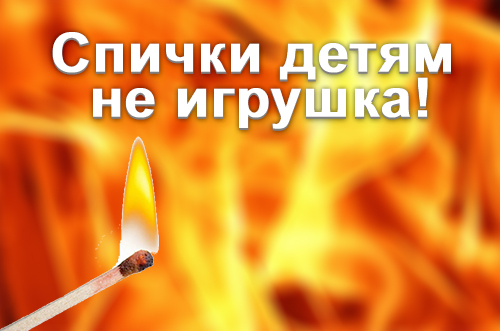 Спички детям
не игрушка!